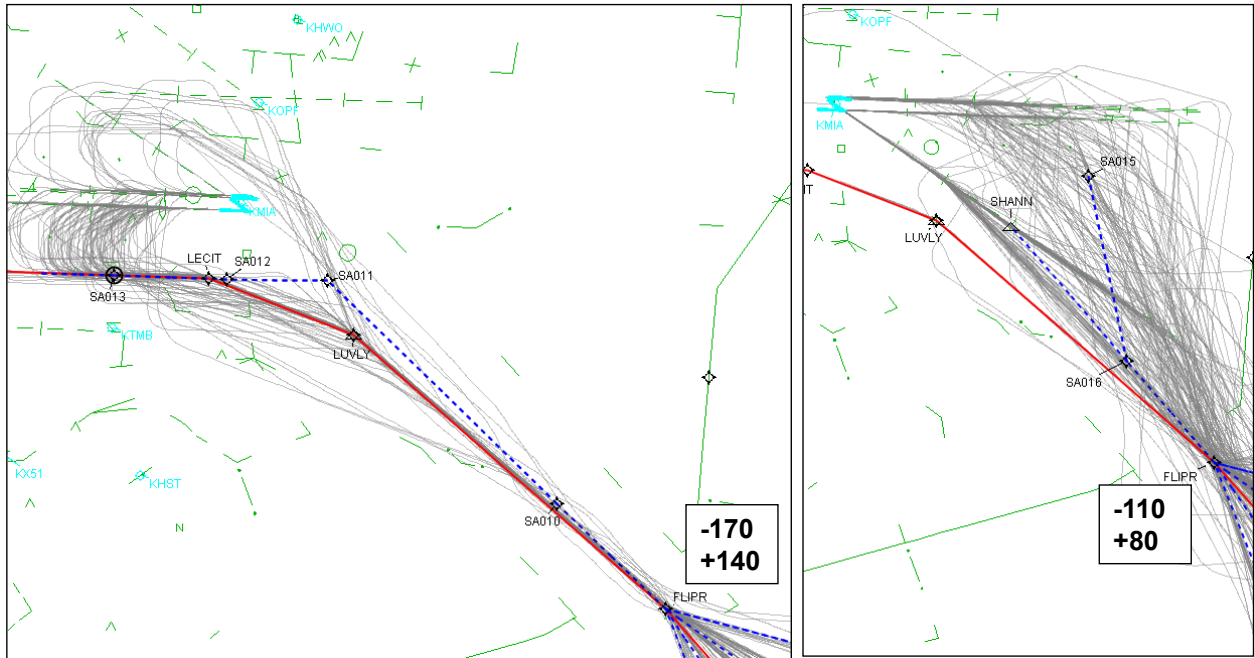 KHWO
KOPF
KMIA
LECIT
SA012
SA011
SA013
LUVLY
KTMB
KX51
KHST
N
SA010
-170
+140
FLIPR
KOPF
KMIA
SA015
IT
SHANN
LUVLY
SA016
FLIPR
-110
+80